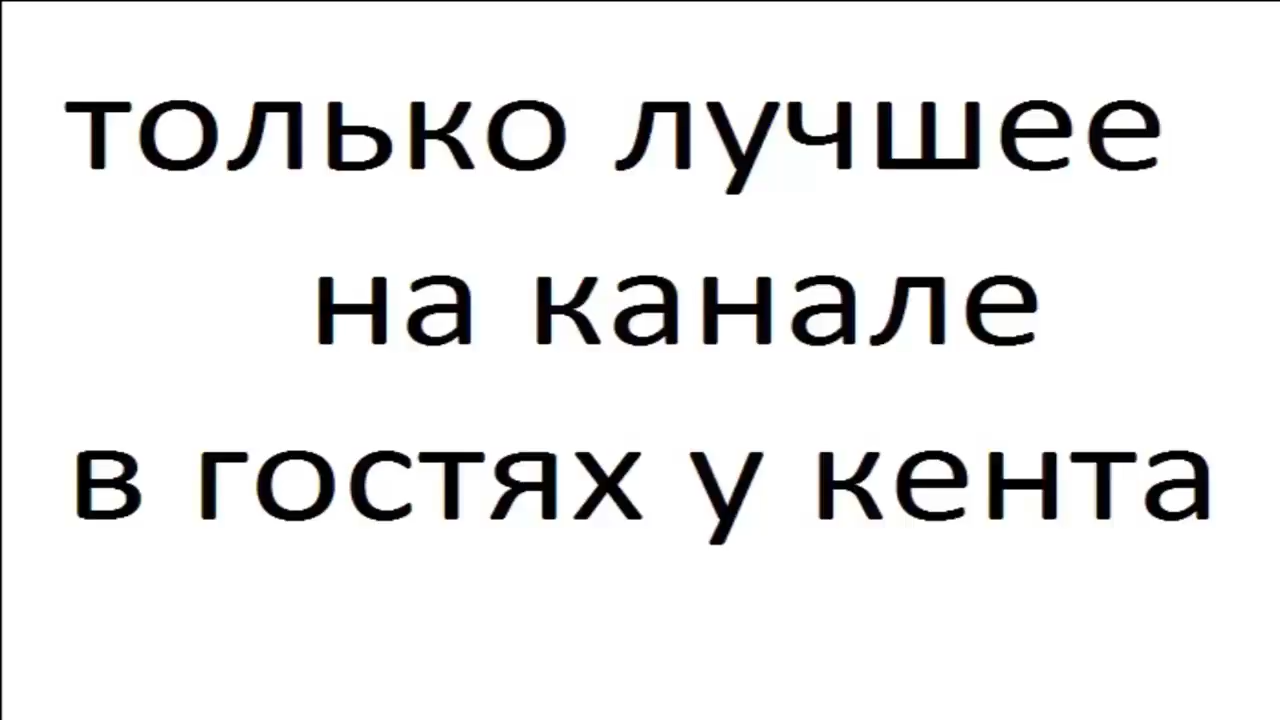 только лучшее
на канале
в гостях у кента